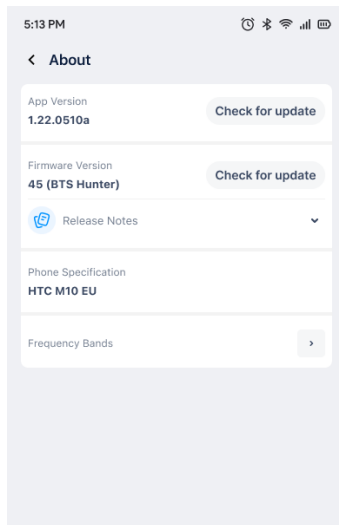 5:13 PM
About
App Version
1.22.0510a
Check for update
Firmware Version
45 (BTS Hunter)
Check for update
Release Notes
Phone Specification
HTC M10 EU
Frequency Bands